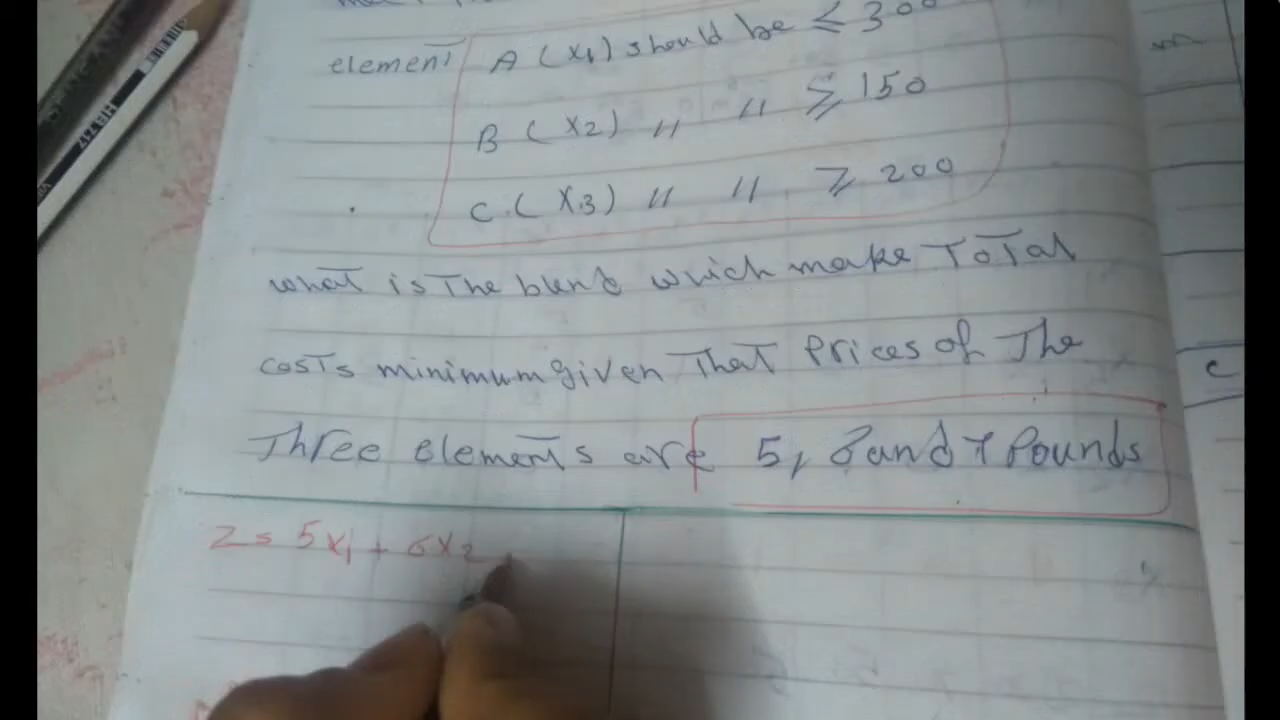 element A (x1) should be ≤ 300
B (x2) 〃 〃 ≥ 150
C. (x3) 〃 〃 ≥ 200
what is The blend which make ToTal
cosTs minimum given That prices of The
Three elements are 5, 6 and 7 Pounds
Z = 5x1 + 6x2